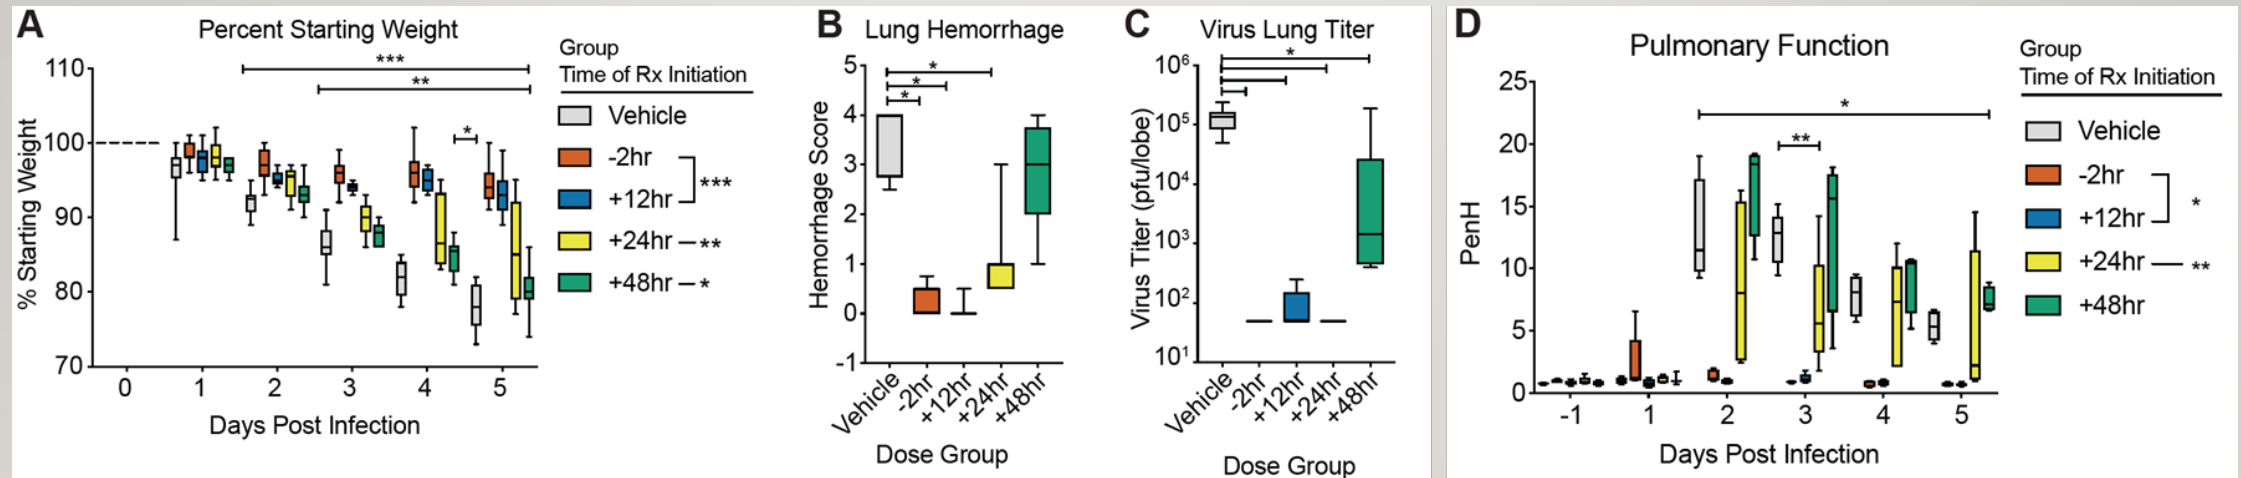 A
Percent Starting Weight
***
**
*
% Starting Weight
110
100
90
80
70
0 1 2 3 4 5
Days Post Infection
Group
Time of Rx Initiation
Vehicle
-2hr
+12hr
***
+24hr
**
+48hr
*
B
Lung Hemorrhage
*
*
*
Hemorrhage Score
5
4
3
2
1
0
-1
Vehicle
-2hr
+12hr
+24hr
+48hr
Dose Group
C
Virus Lung Titer
*
Virus Titer (pfu/lobe)
10⁶
10⁵
10⁴
10³
10²
10¹
Vehicle
-2hr
+12hr
+24hr
+48hr
Dose Group
D
Pulmonary Function
*
**
PenH
25
20
15
10
5
0
-1 1 2 3 4 5
Days Post Infection
Group
Time of Rx Initiation
Vehicle
-2hr
+12hr
*
+24hr
**
+48hr